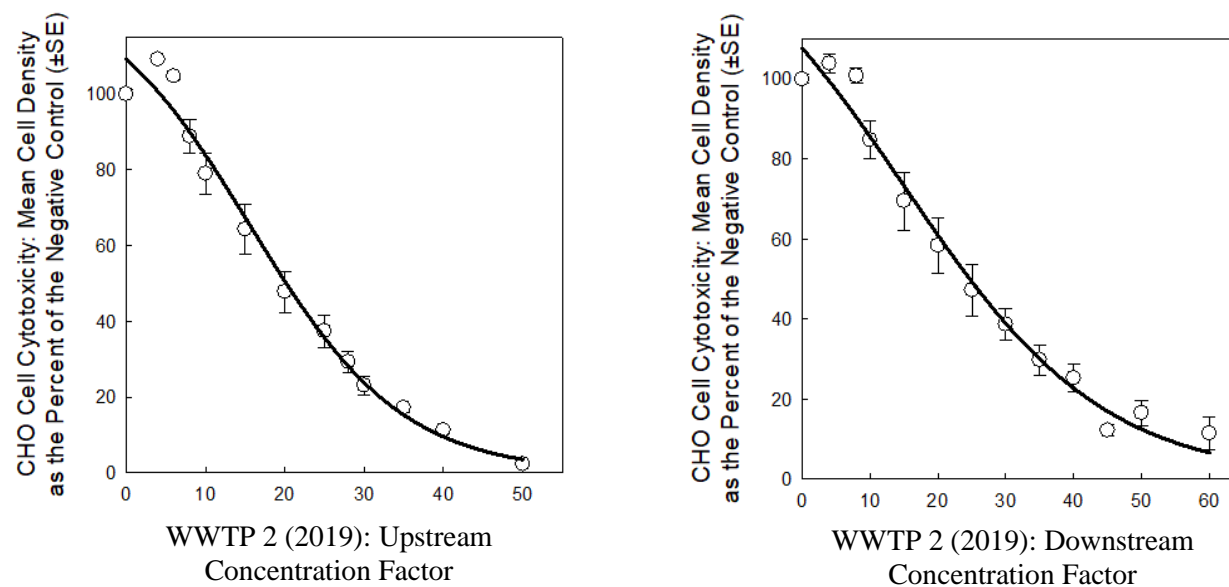 CHO Cell Cytotoxicity: Mean Cell Density
as the Percent of the Negative Control (±SE)
100
80
60
40
20
0
0 10 20 30 40 50
WWTP 2 (2019): Upstream
Concentration Factor
CHO Cell Cytotoxicity: Mean Cell Density
as the Percent of the Negative Control (±SE)
100
80
60
40
20
0
0 10 20 30 40 50 60
WWTP 2 (2019): Downstream
Concentration Factor